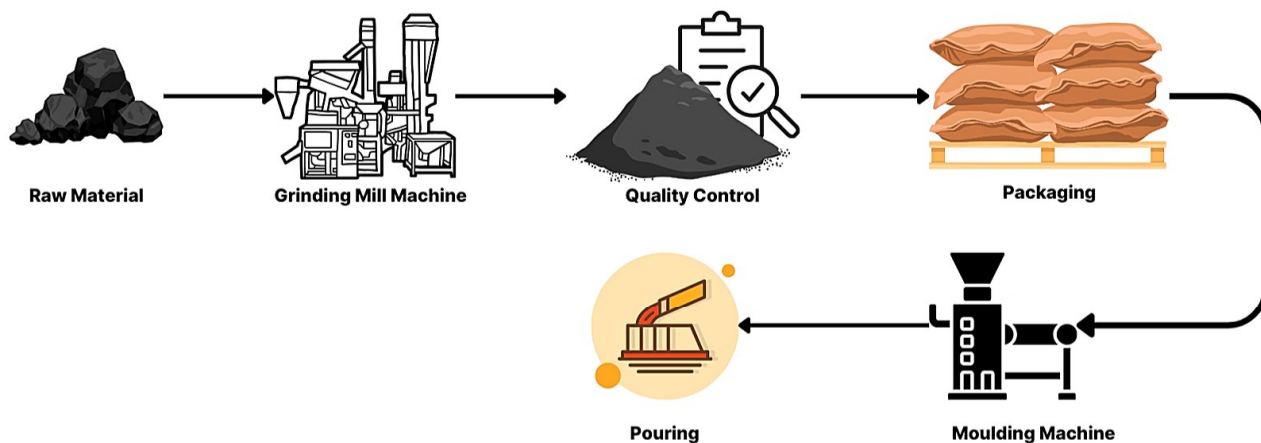 Raw Material
Grinding Mill Machine
Quality Control
Packaging
Pouring
Moulding Machine